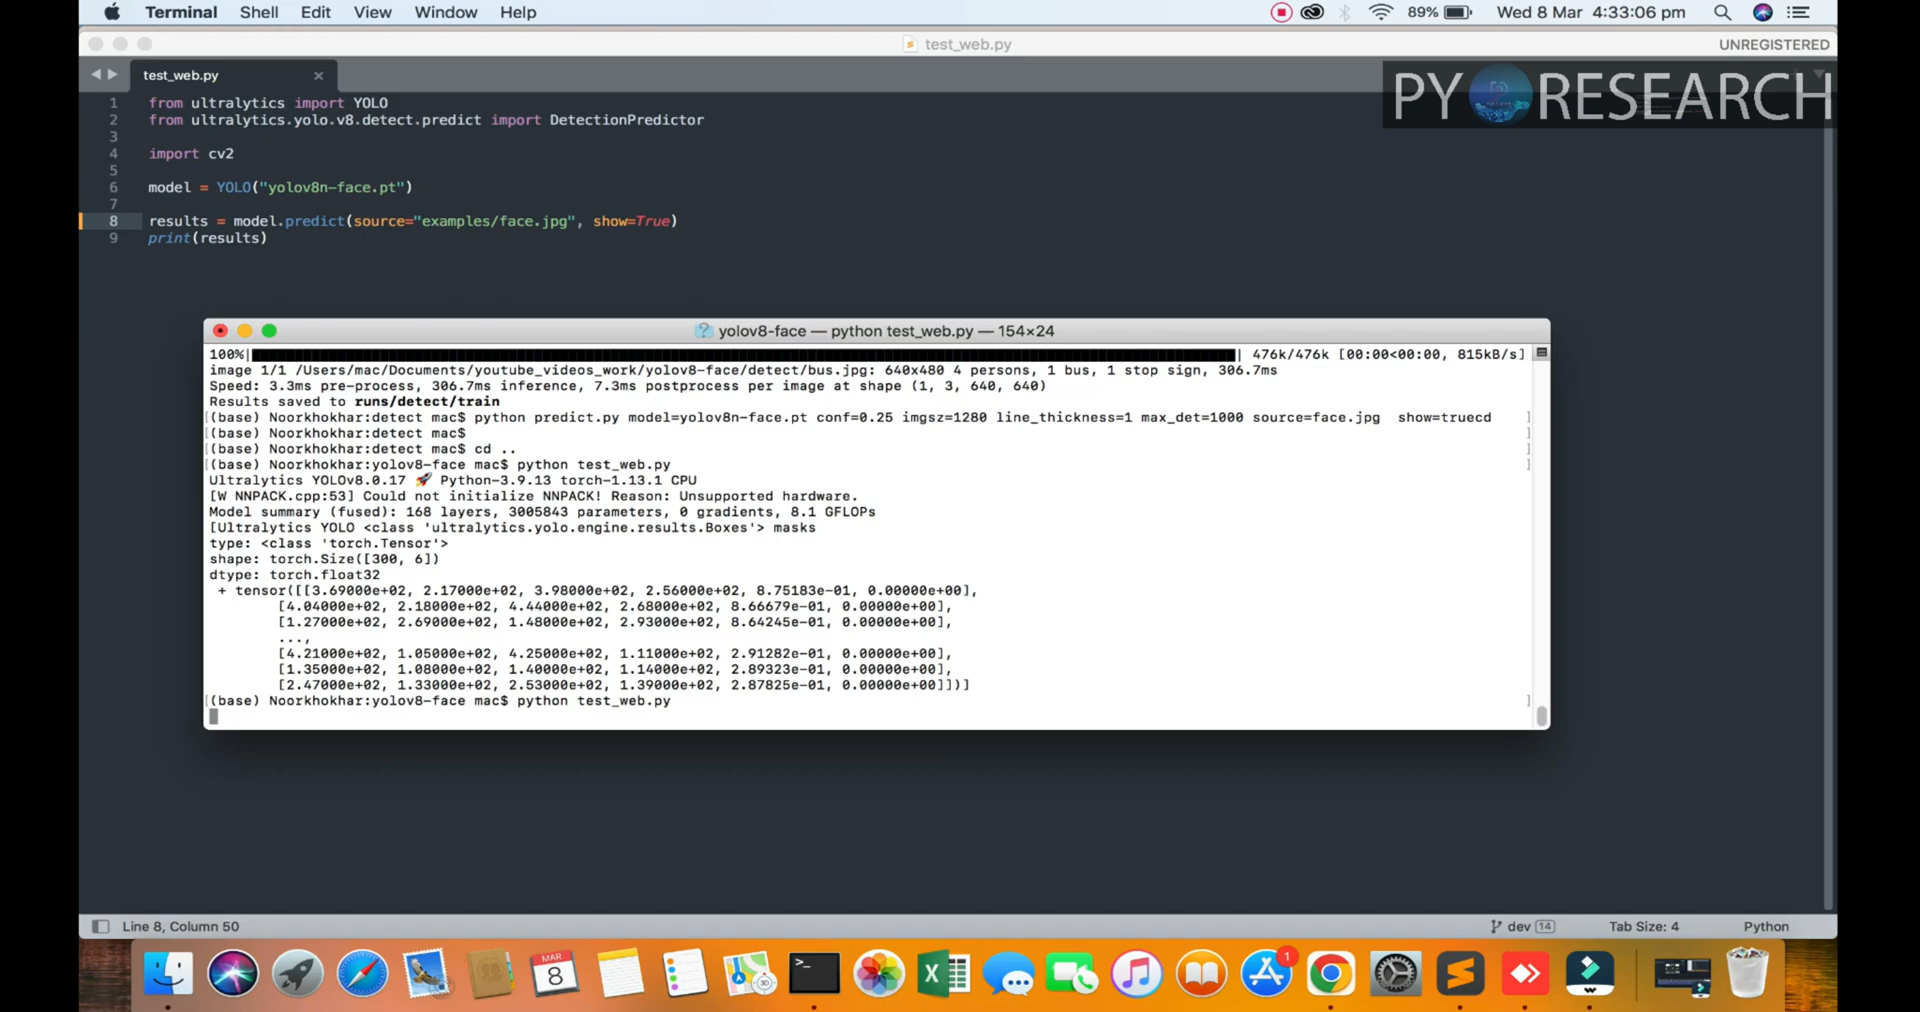 Terminal Shell Edit View Window Help 89% Wed 8 Mar 4:33:06 pm
test_web.py UNREGISTERED
test_web.py ×
PY RESEARCH
1 from ultralytics import YOLO
2 from ultralytics.yolo.v8.detect.predict import DetectionPredictor
3
4 import cv2
5
6 model = YOLO("yolov8n-face.pt")
7
8 results = model.predict(source="examples/face.jpg", show=True)
9 print(results)
yolov8-face — python test_web.py — 154×24
100%| | 476k/476k [00:00<00:00, 815kB/s]
image 1/1 /Users/mac/Documents/youtube_videos_work/yolov8-face/detect/bus.jpg: 640x480 4 persons, 1 bus, 1 stop sign, 306.7ms
Speed: 3.3ms pre-process, 306.7ms inference, 7.3ms postprocess per image at shape (1, 3, 640, 640)
Results saved to runs/detect/train
[(base) Noorkhokhar:detect mac$ python predict.py model=yolov8n-face.pt conf=0.25 imgsz=1280 line_thickness=1 max_det=1000 source=face.jpg  show=truecd ]
[(base) Noorkhokhar:detect mac$ ]
[(base) Noorkhokhar:detect mac$ cd .. ]
[(base) Noorkhokhar:yolov8-face mac$ python test_web.py ]
Ultralytics YOLOv8.0.17 🚀 Python-3.9.13 torch-1.13.1 CPU
[W NNPACK.cpp:53] Could not initialize NNPACK! Reason: Unsupported hardware.
Model summary (fused): 168 layers, 3005843 parameters, 0 gradients, 8.1 GFLOPs
[Ultralytics YOLO <class 'ultralytics.yolo.engine.results.Boxes'> masks
type: <class 'torch.Tensor'>
shape: torch.Size([300, 6])
dtype: torch.float32
+ tensor([[3.69000e+02, 2.17000e+02, 3.98000e+02, 2.56000e+02, 8.75183e-01, 0.00000e+00],
[4.04000e+02, 2.18000e+02, 4.44000e+02, 2.68000e+02, 8.66679e-01, 0.00000e+00],
[1.27000e+02, 2.69000e+02, 1.48000e+02, 2.93000e+02, 8.64245e-01, 0.00000e+00],
...,
[4.21000e+02, 1.05000e+02, 4.25000e+02, 1.11000e+02, 2.91282e-01, 0.00000e+00],
[1.35000e+02, 1.08000e+02, 1.40000e+02, 1.14000e+02, 2.89323e-01, 0.00000e+00],
[2.47000e+02, 1.33000e+02, 2.53000e+02, 1.39000e+02, 2.87825e-01, 0.00000e+00]])]
[(base) Noorkhokhar:yolov8-face mac$ python test_web.py ]
Line 8, Column 50 dev 14 Tab Size: 4 Python
MAR
8
>_
X
1